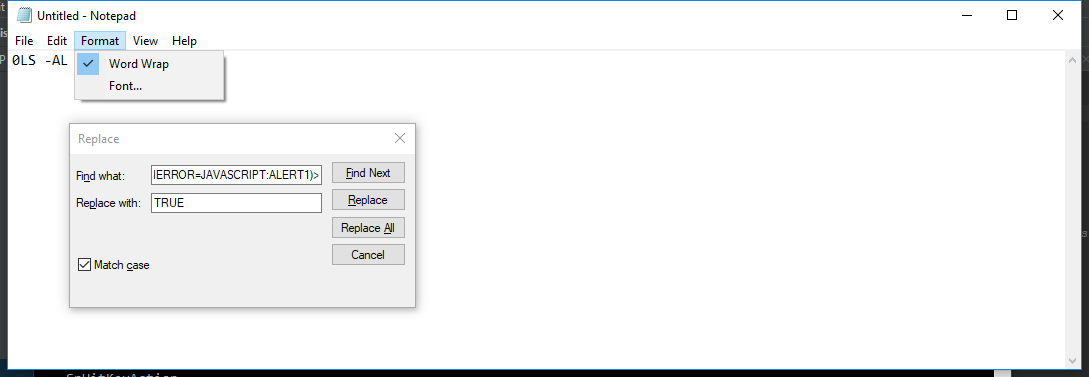 Untitled - Notepad
File Edit Format View Help
0LS -AL
Word Wrap
Font...
Replace
Find what: IERROR=JAVASCRIPT:ALERT1)> Find Next
Replace with: TRUE Replace
Replace All
Cancel
Match case